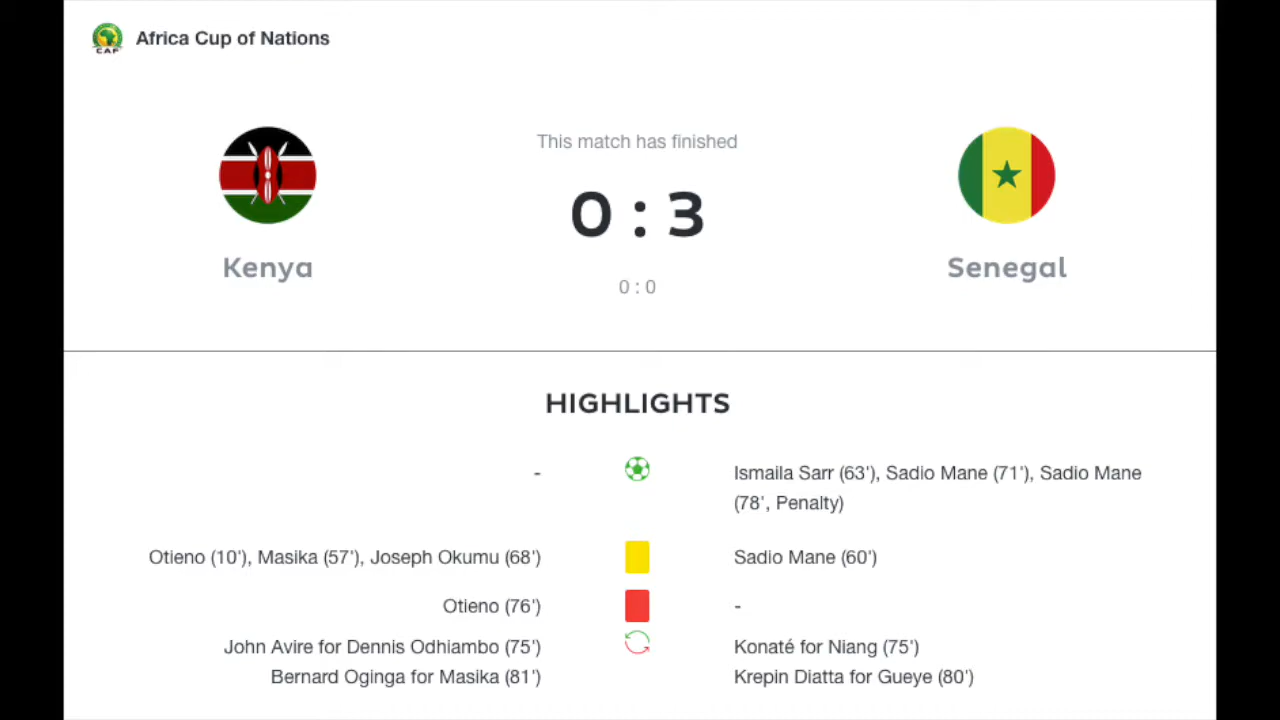 CAF
Africa Cup of Nations
This match has finished
0 : 3
Kenya
Senegal
0 : 0
HIGHLIGHTS
-
Ismaila Sarr (63'), Sadio Mane (71'), Sadio Mane
(78', Penalty)
Otieno (10'), Masika (57'), Joseph Okumu (68')
Sadio Mane (60')
Otieno (76')
-
John Avire for Dennis Odhiambo (75')
Konaté for Niang (75')
Bernard Oginga for Masika (81')
Krepin Diatta for Gueye (80')